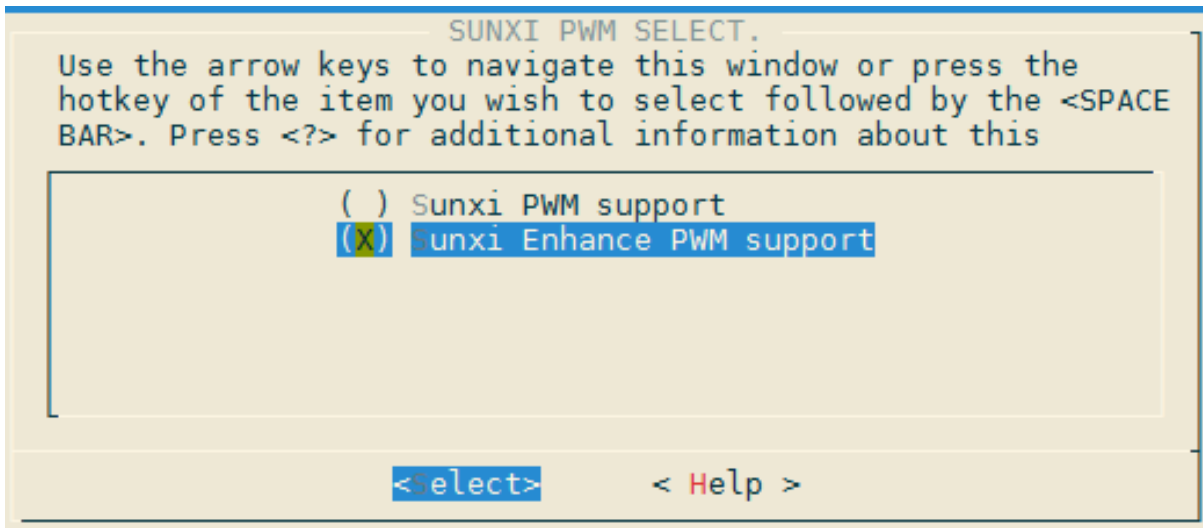 SUNXI PWM SELECT.
Use the arrow keys to navigate this window or press the
hotkey of the item you wish to select followed by the <SPACE
BAR>. Press <?> for additional information about this
( ) Sunxi PWM support
(X) Sunxi Enhance PWM support
<Select> < Help >